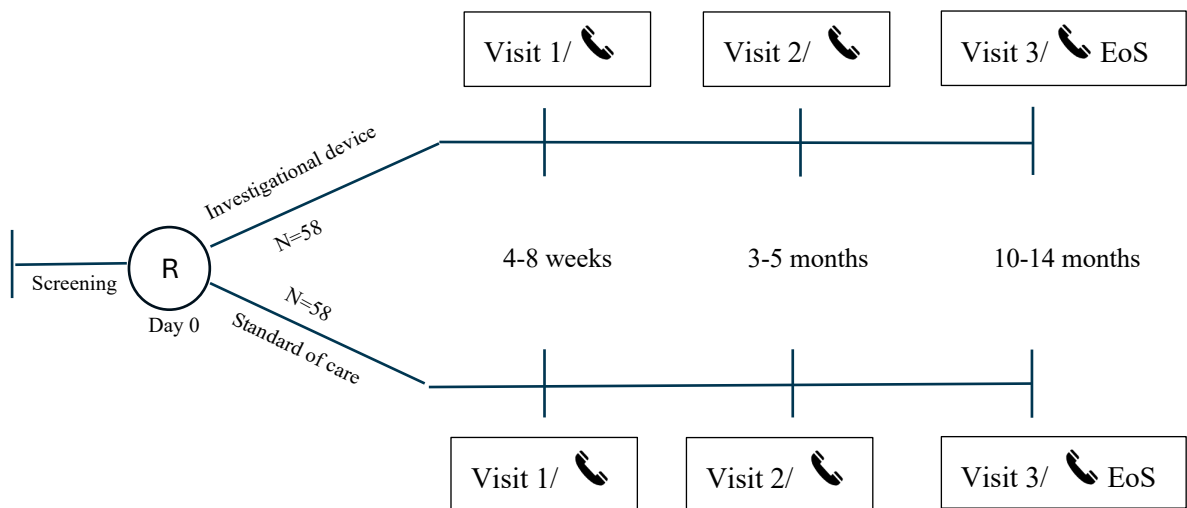 Visit 1/ EoS
Visit 2/
Visit 3/ EoS
Investigational device
N=58
Screening
R
Day 0
4-8 weeks
3-5 months
10-14 months
N=58
Standard of care
Visit 1/
Visit 2/
Visit 3/ EoS